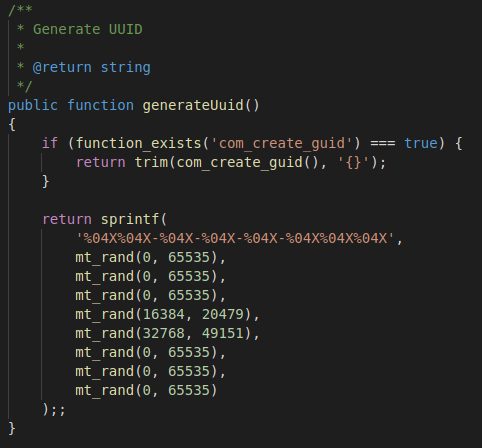 /**
 * Generate UUID
 *
 * @return string
 */
public function generateUuid()
{
    if (function_exists('com_create_guid') === true) {
        return trim(com_create_guid(), '{}');
    }

    return sprintf(
        '%04X%04X-%04X-%04X-%04X-%04X%04X%04X',
        mt_rand(0, 65535),
        mt_rand(0, 65535),
        mt_rand(0, 65535),
        mt_rand(16384, 20479),
        mt_rand(32768, 49151),
        mt_rand(0, 65535),
        mt_rand(0, 65535),
        mt_rand(0, 65535)
    );;
}